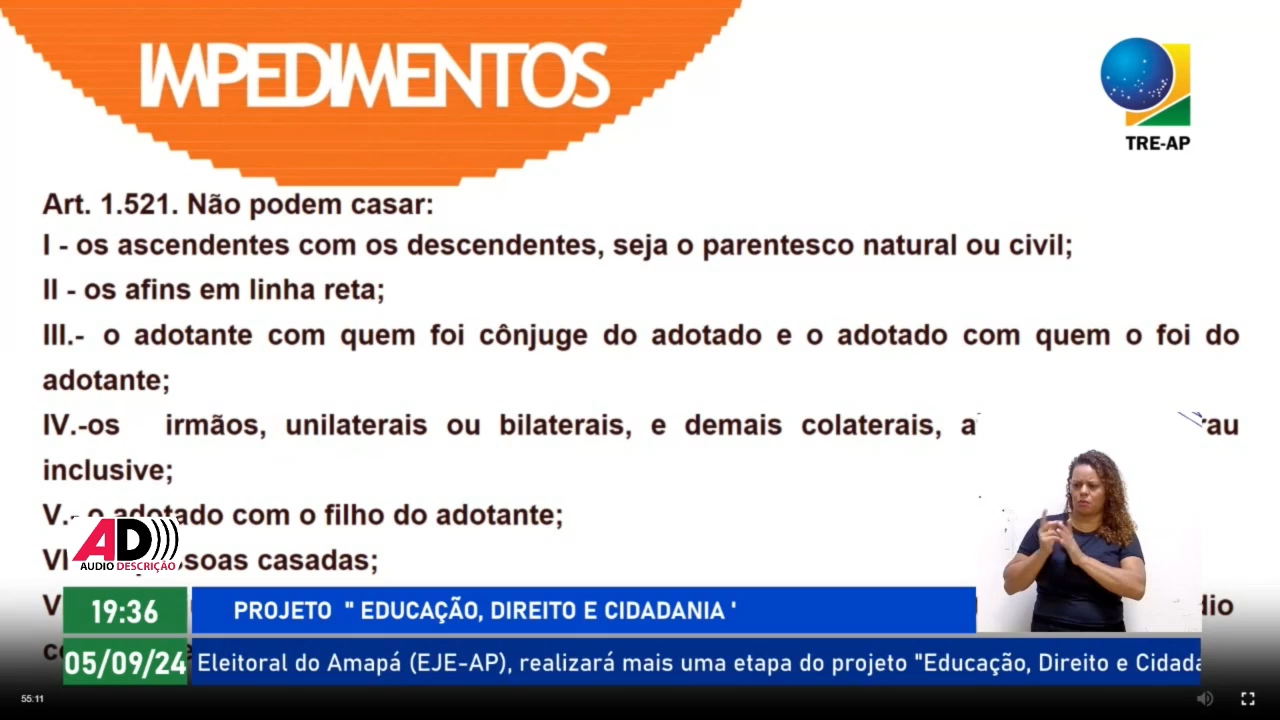 IMPEDIMENTOS
TRE-AP
Art. 1.521. Não podem casar:
I - os ascendentes com os descendentes, seja o parentesco natural ou civil;
II - os afins em linha reta;
III.- o adotante com quem foi cônjuge do adotado e o adotado com quem o foi do
adotante;
IV.-os irmãos, unilaterais ou bilaterais, e demais colaterais,
inclusive;
V.- o adotado com o filho do adotante;
AD
AUDIO DESCRIÇÃO
casadas;
19:36
PROJETO " EDUCAÇÃO, DIREITO E CIDADANIA '
05/09/24
Eleitoral do Amapá (EJE-AP), realizará mais uma etapa do projeto "Educação, Direito e Cidada
55:11